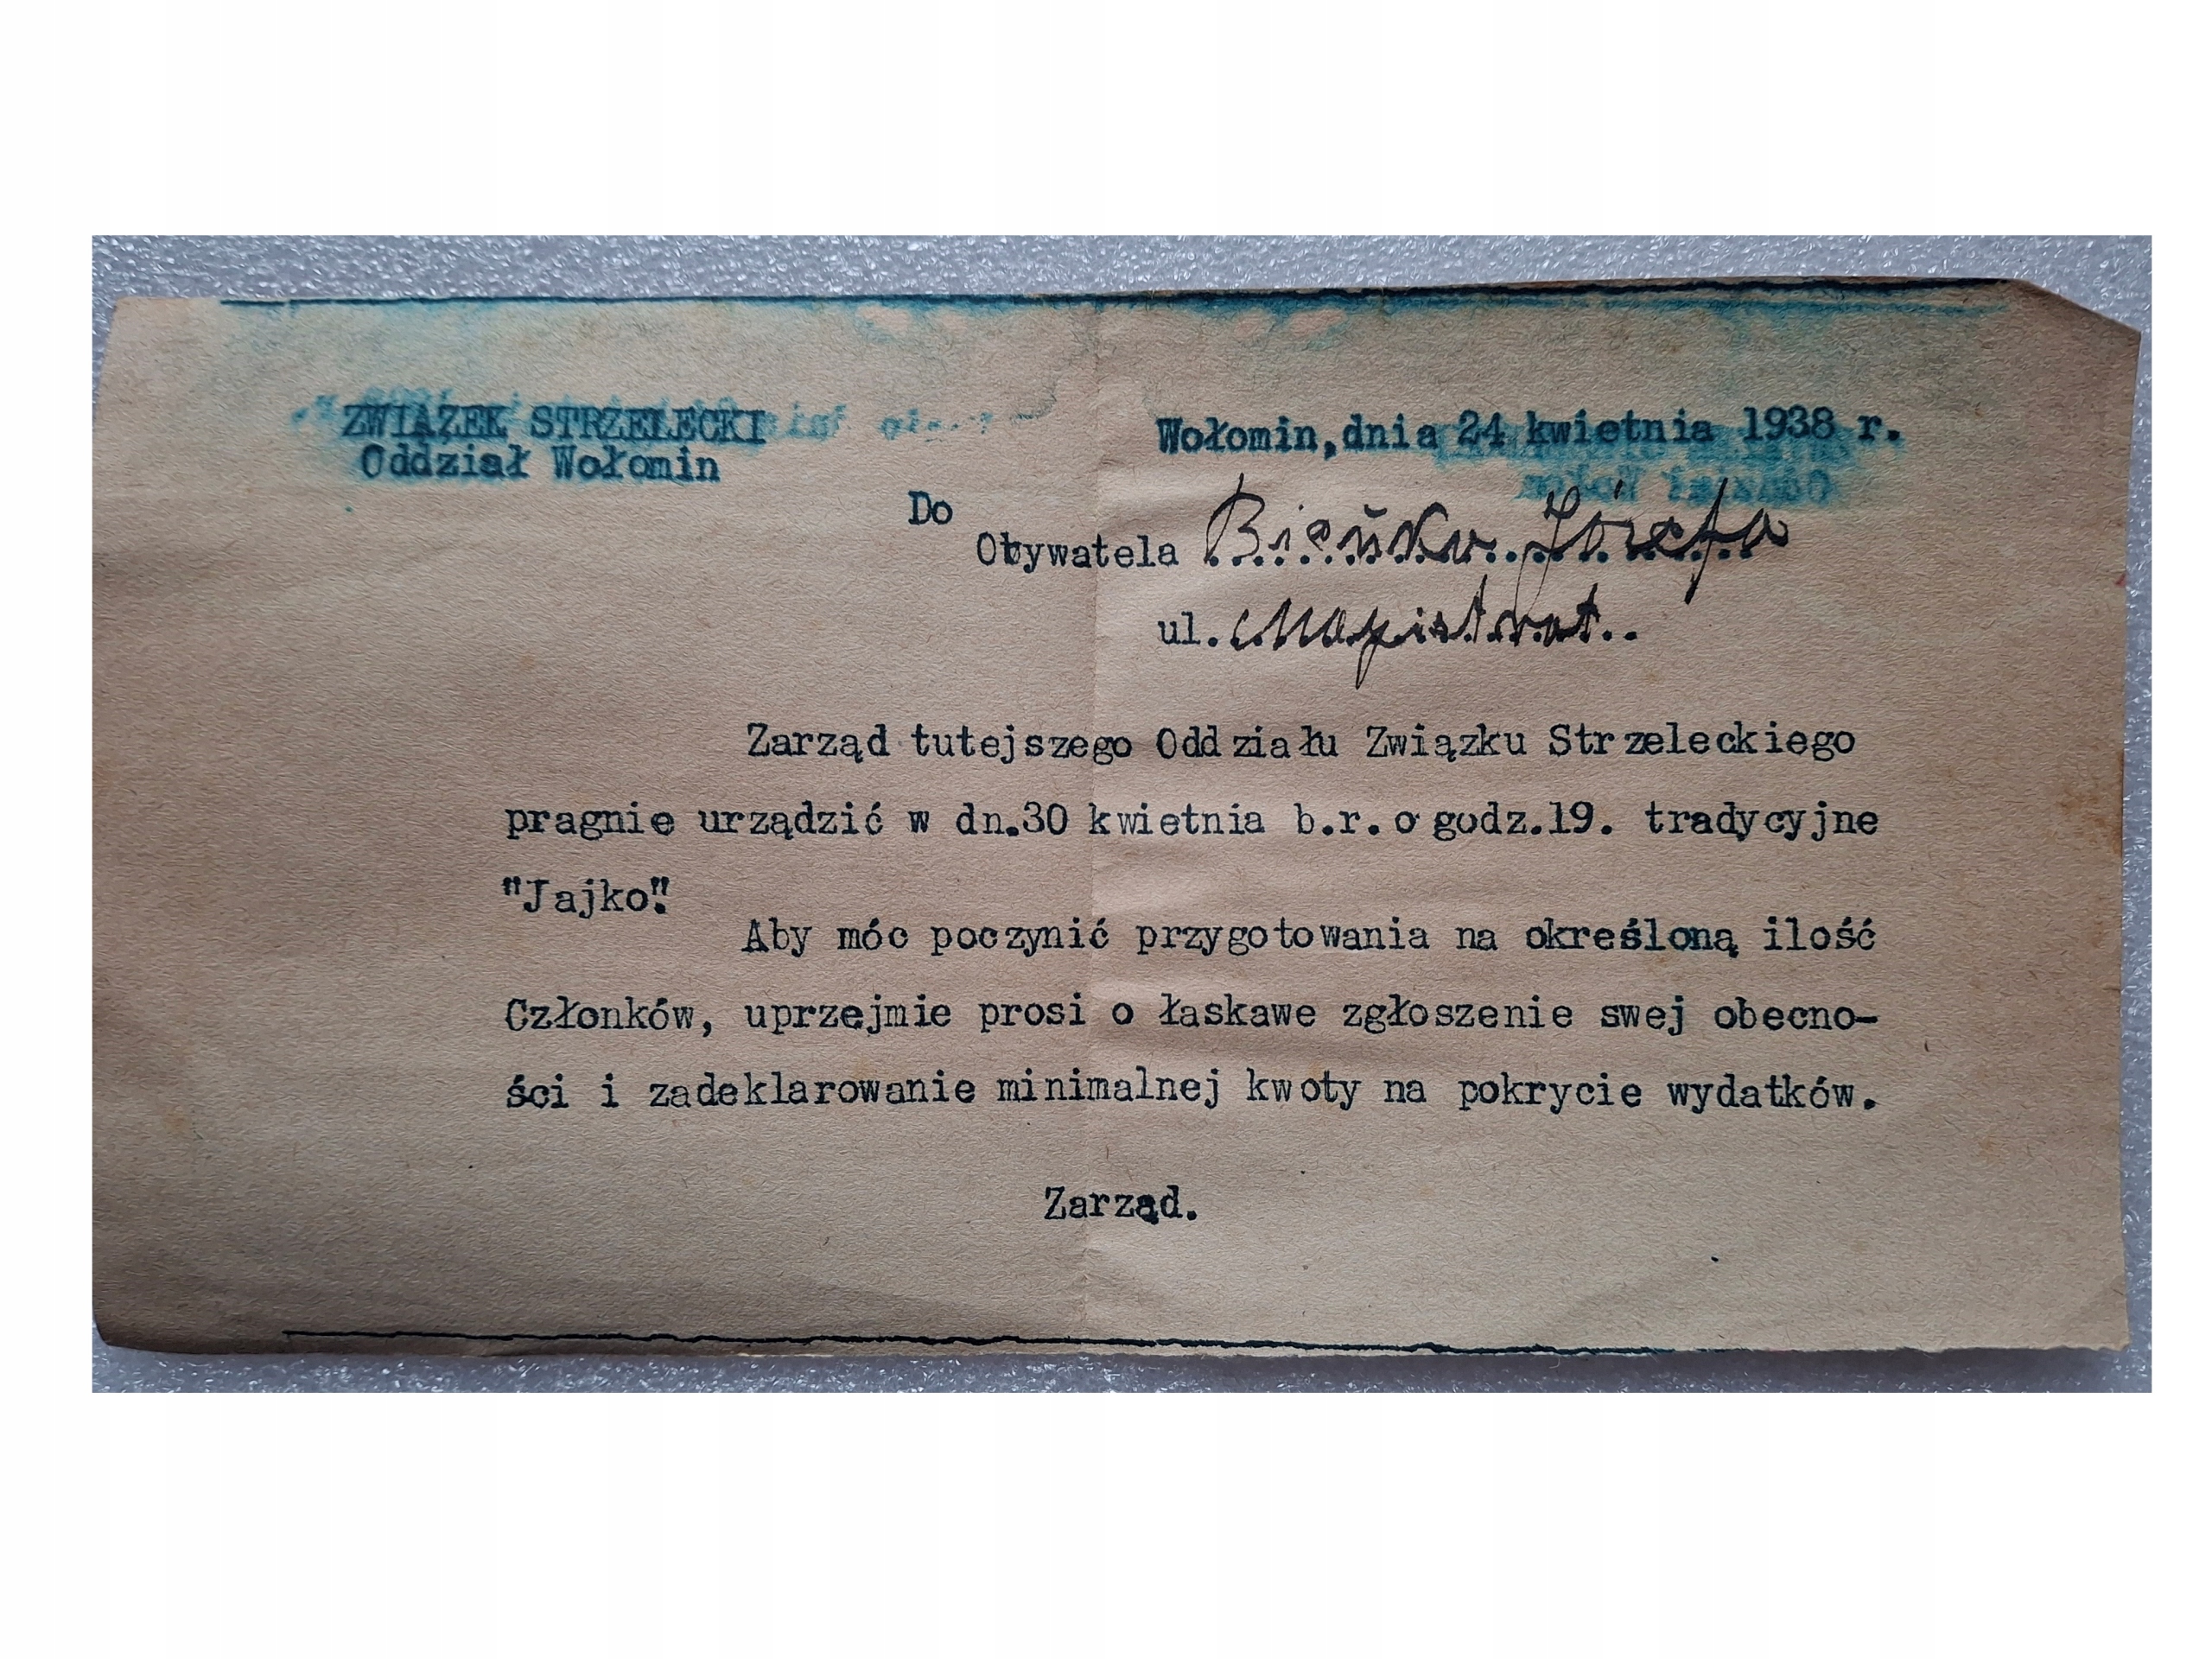 ZWIĄZEK STRZELECKI
Oddział Wołomin
Wołomin,dnia 24 kwietnia 1938 r.
Do
Obywatela Józefa
ul. Magistrat..
Zarząd tutejszego Oddziału Związku Strzeleckiego
pragnie urządzić w dn.30 kwietnia b.r. o godz.19. tradycyjne
"Jajko".
Aby móc poczynić przygotowania na określoną ilość
Członków, uprzejmie prosi o łaskawe zgłoszenie swej obecno-
ści i zadeklarowanie minimalnej kwoty na pokrycie wydatków.
Zarząd.